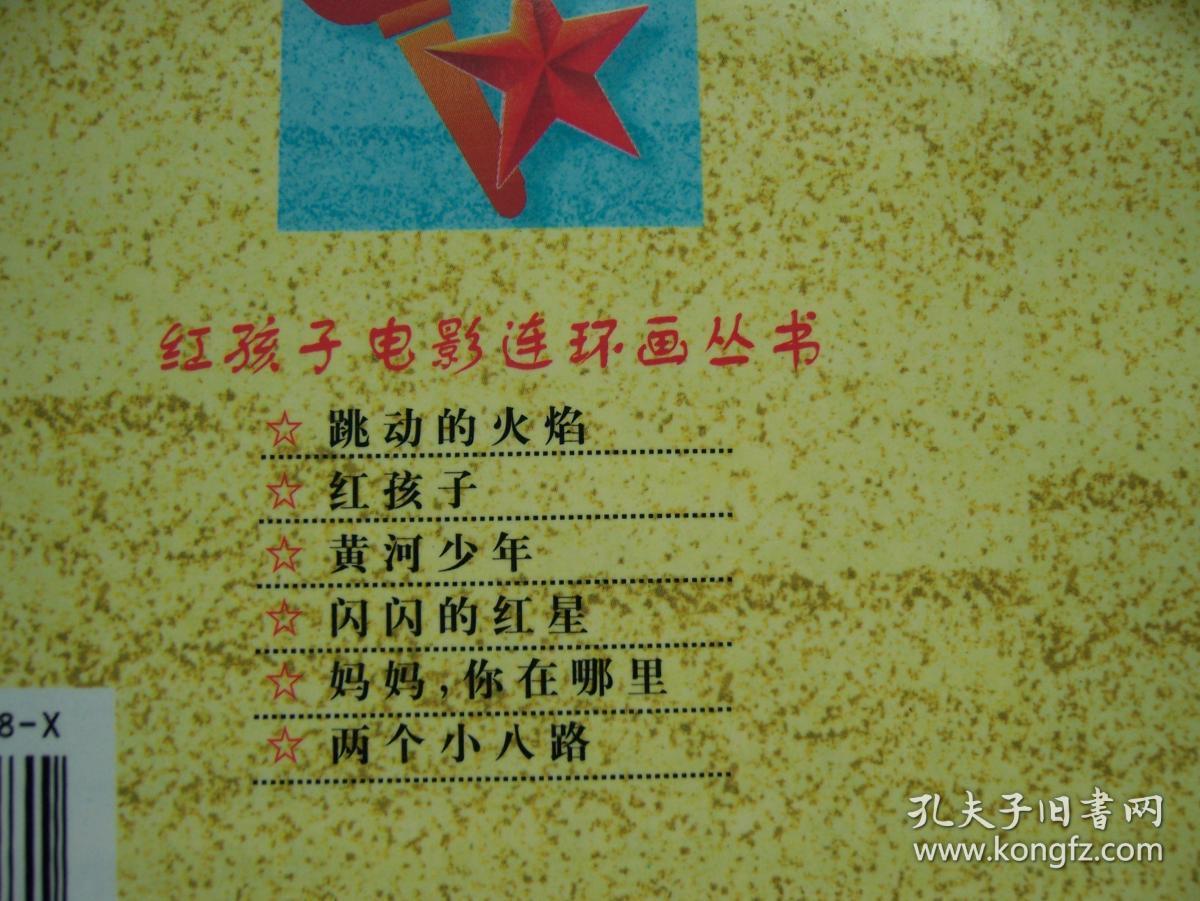 红孩子电影连环画丛书
☆ 跳动的火焰
☆ 红孩子
☆ 黄河少年
☆ 闪闪的红星
☆ 妈妈,你在哪里
☆ 两个小八路
8-X
孔夫子旧書网
www.kongfz.com